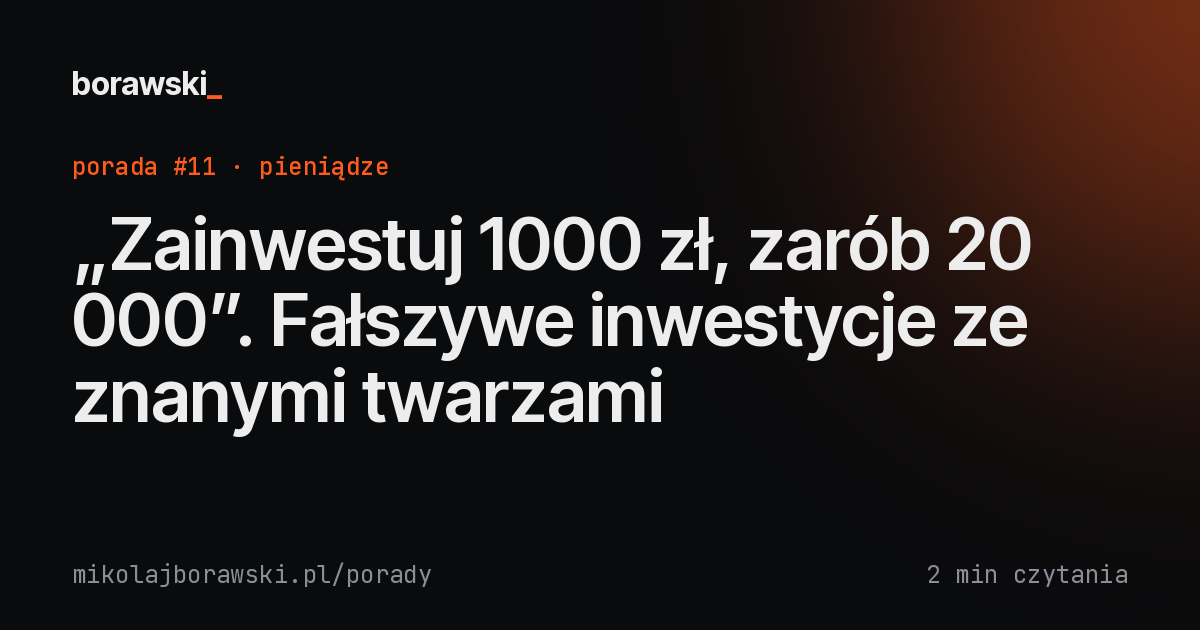 borawski_
porada #11 · pieniądze
„Zainwestuj 1000 zł, zarób 20
000”. Fałszywe inwestycje ze
znanymi twarzami
mikolajborawski.pl/porady
2 min czytania